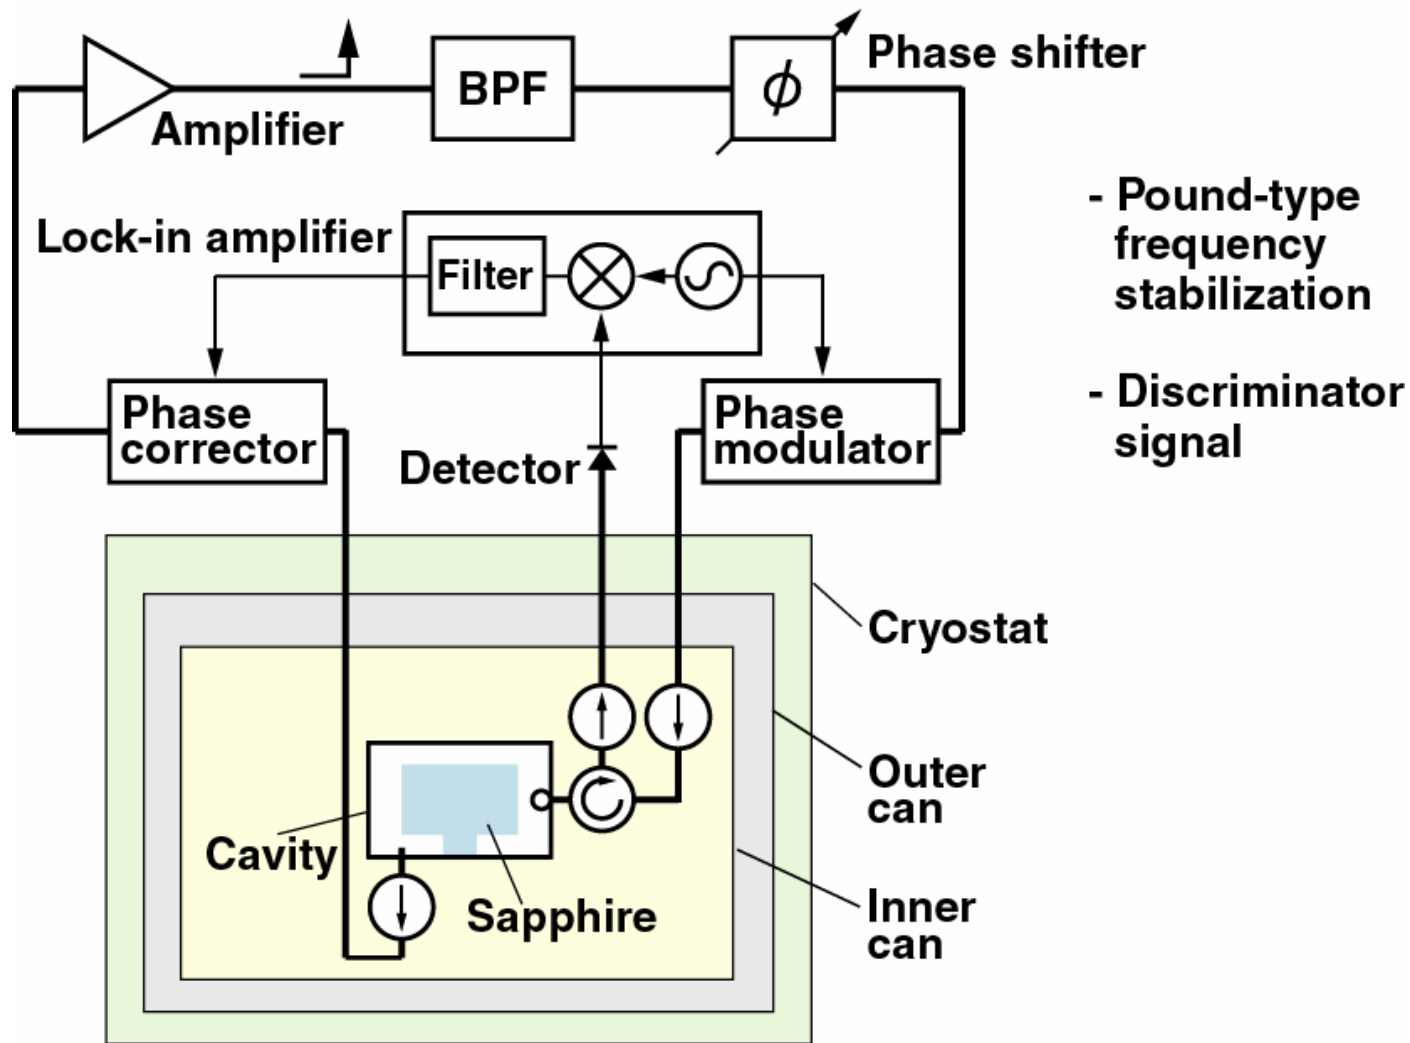 Phase shifter
BPF
ϕ
Amplifier
- Pound-type
frequency
stabilization
Lock-in amplifier
Filter
- Discriminator
signal
Phase
corrector
Phase
modulator
Detector
Cryostat
Outer
can
Cavity
Sapphire
Inner
can